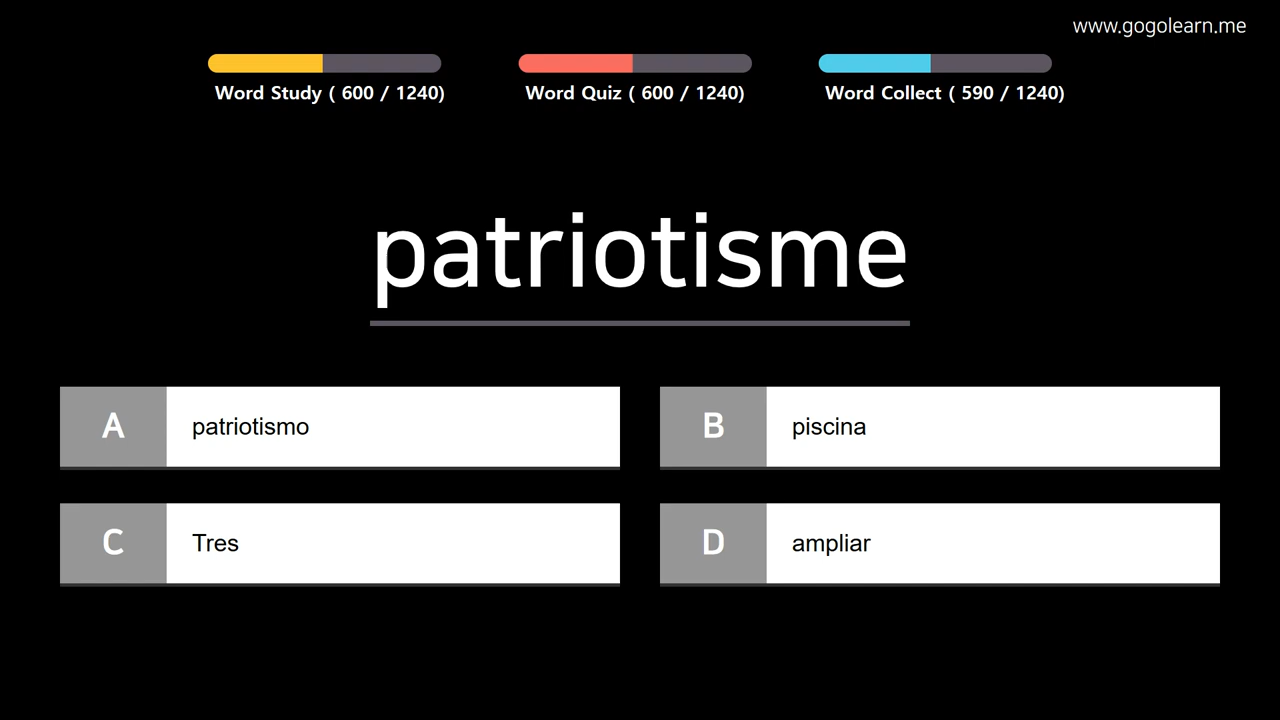 www.gogolearn.me
Word Study ( 600 / 1240)
Word Quiz ( 600 / 1240)
Word Collect ( 590 / 1240)
patriotisme
A patriotismo
B piscina
C Tres
D ampliar